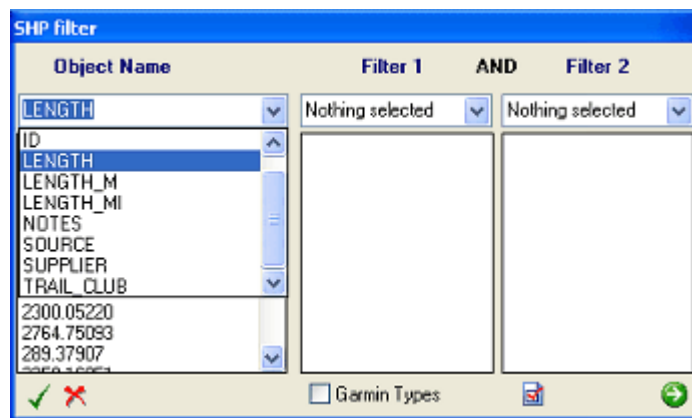 SHP filter
Object Name Filter 1 AND Filter 2
LENGTH Nothing selected Nothing selected
ID
LENGTH
LENGTH_M
LENGTH_MI
NOTES
SOURCE
SUPPLIER
TRAIL_CLUB
2300.05220
2764.75093
289.37907
Garmin Types